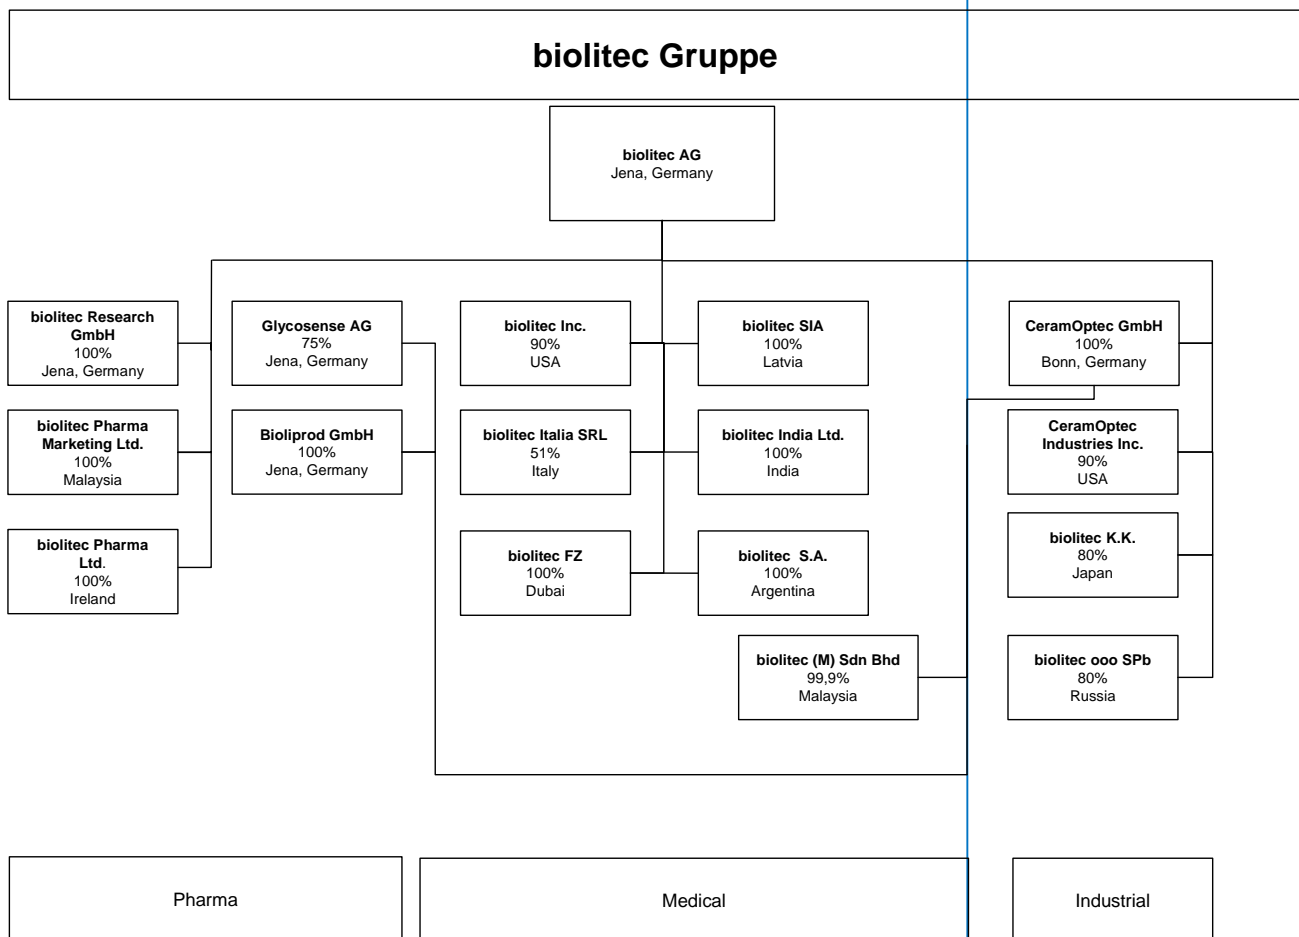 biolitec Gruppe
biolitec AG
Jena, Germany
biolitec Research
GmbH
100%
Jena, Germany
Glycosense AG
75%
Jena, Germany
biolitec Inc.
90%
USA
biolitec SIA
100%
Latvia
CeramOptec GmbH
100%
Bonn, Germany
biolitec Pharma
Marketing Ltd.
100%
Malaysia
Bioliprod GmbH
100%
Jena, Germany
biolitec Italia SRL
51%
Italy
biolitec India Ltd.
100%
India
CeramOptec
Industries Inc.
90%
USA
biolitec Pharma
Ltd.
100%
Ireland
biolitec FZ
100%
Dubai
biolitec S.A.
100%
Argentina
biolitec K.K.
80%
Japan
biolitec (M) Sdn Bhd
99,9%
Malaysia
biolitec ooo SPb
80%
Russia
Pharma
Medical
Industrial